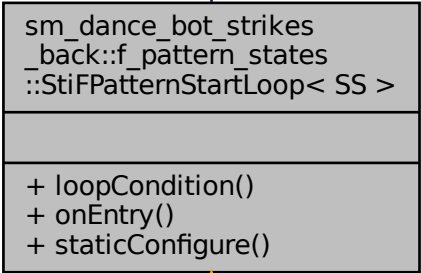 sm_dance_bot_strikes
_back::f_pattern_states
::StiFPatternStartLoop< SS >
+ loopCondition()
+ onEntry()
+ staticConfigure()